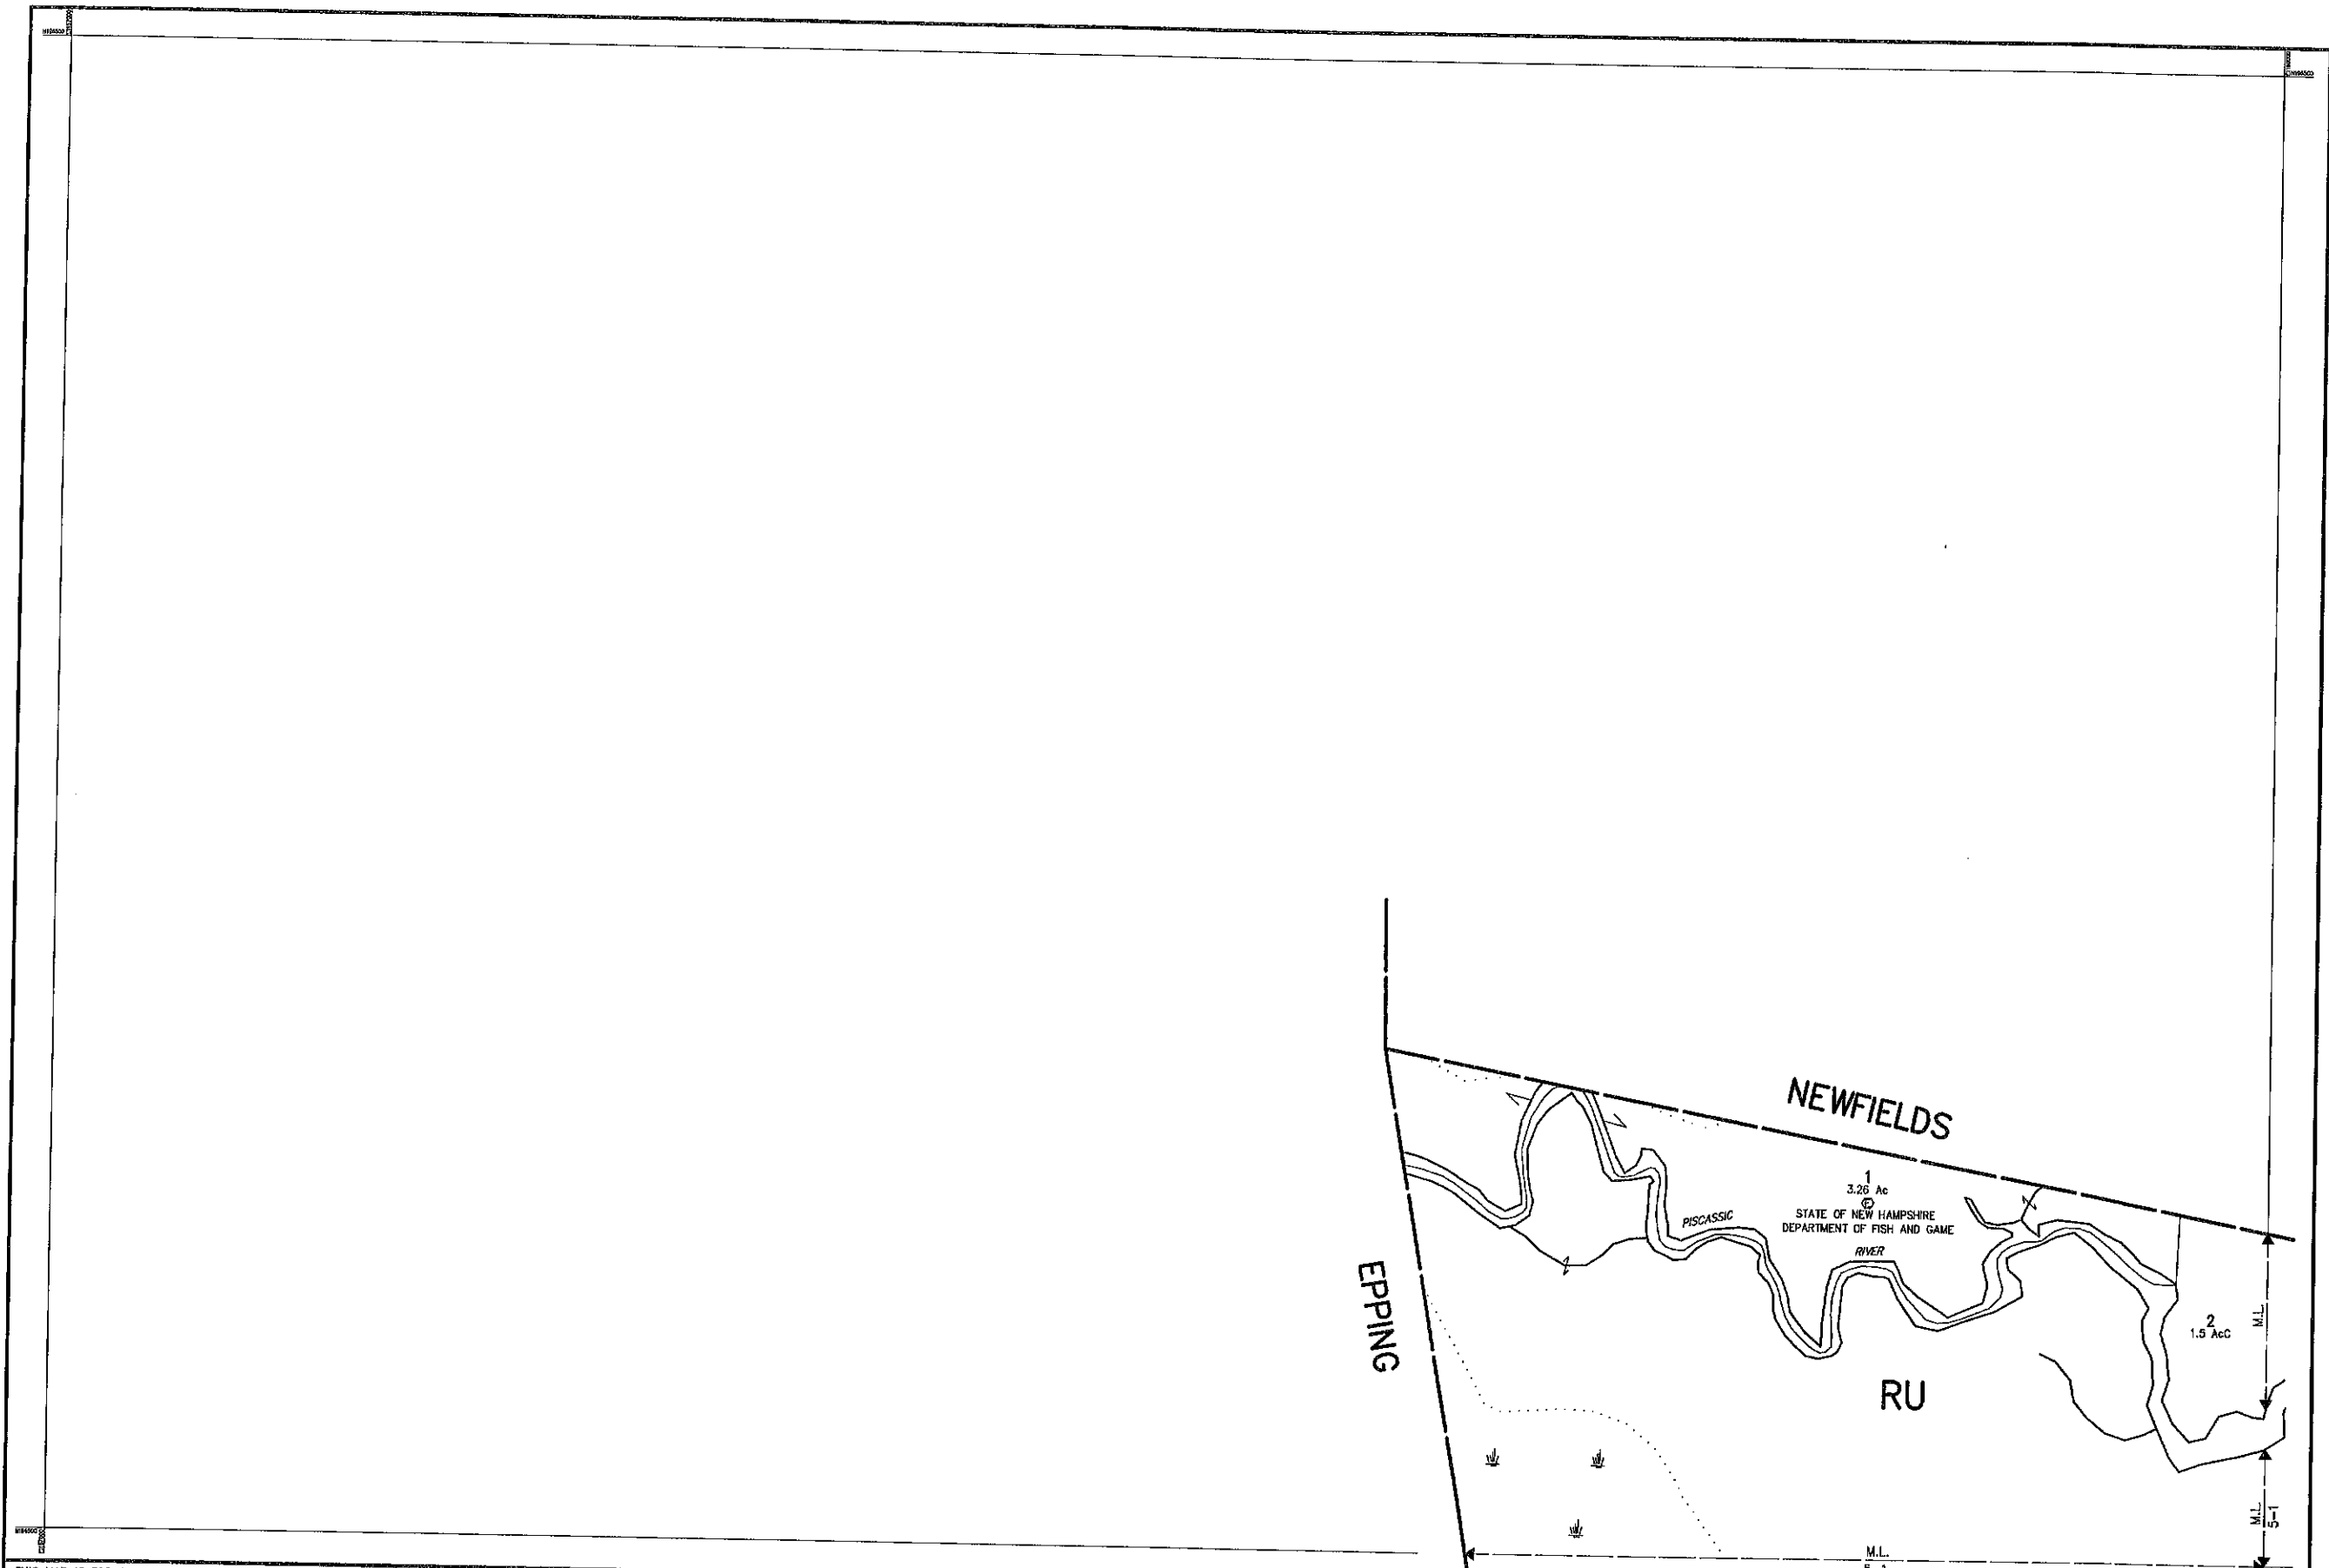 NEWFIELDS
1
3.26 Ac
STATE OF NEW HAMPSHIRE
DEPARTMENT OF FISH AND GAME
PISCASSIC
RIVER
EPPING
2
1.5 AcC
M.L.
RU
M.L.
5-1
M.L.